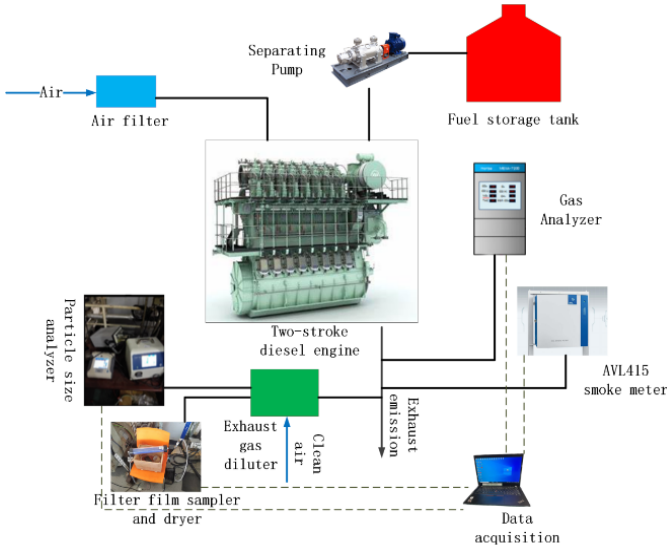 Separating
Pump
Air
Air filter
Fuel storage tank
Gas
Analyzer
Two-stroke
diesel engine
Particle size
analyzer
AVL415
smoke meter
Exhaust
gas
diluter
Clean
air
Exhaust
emission
Filter film sampler
and dryer
Data
acquisition